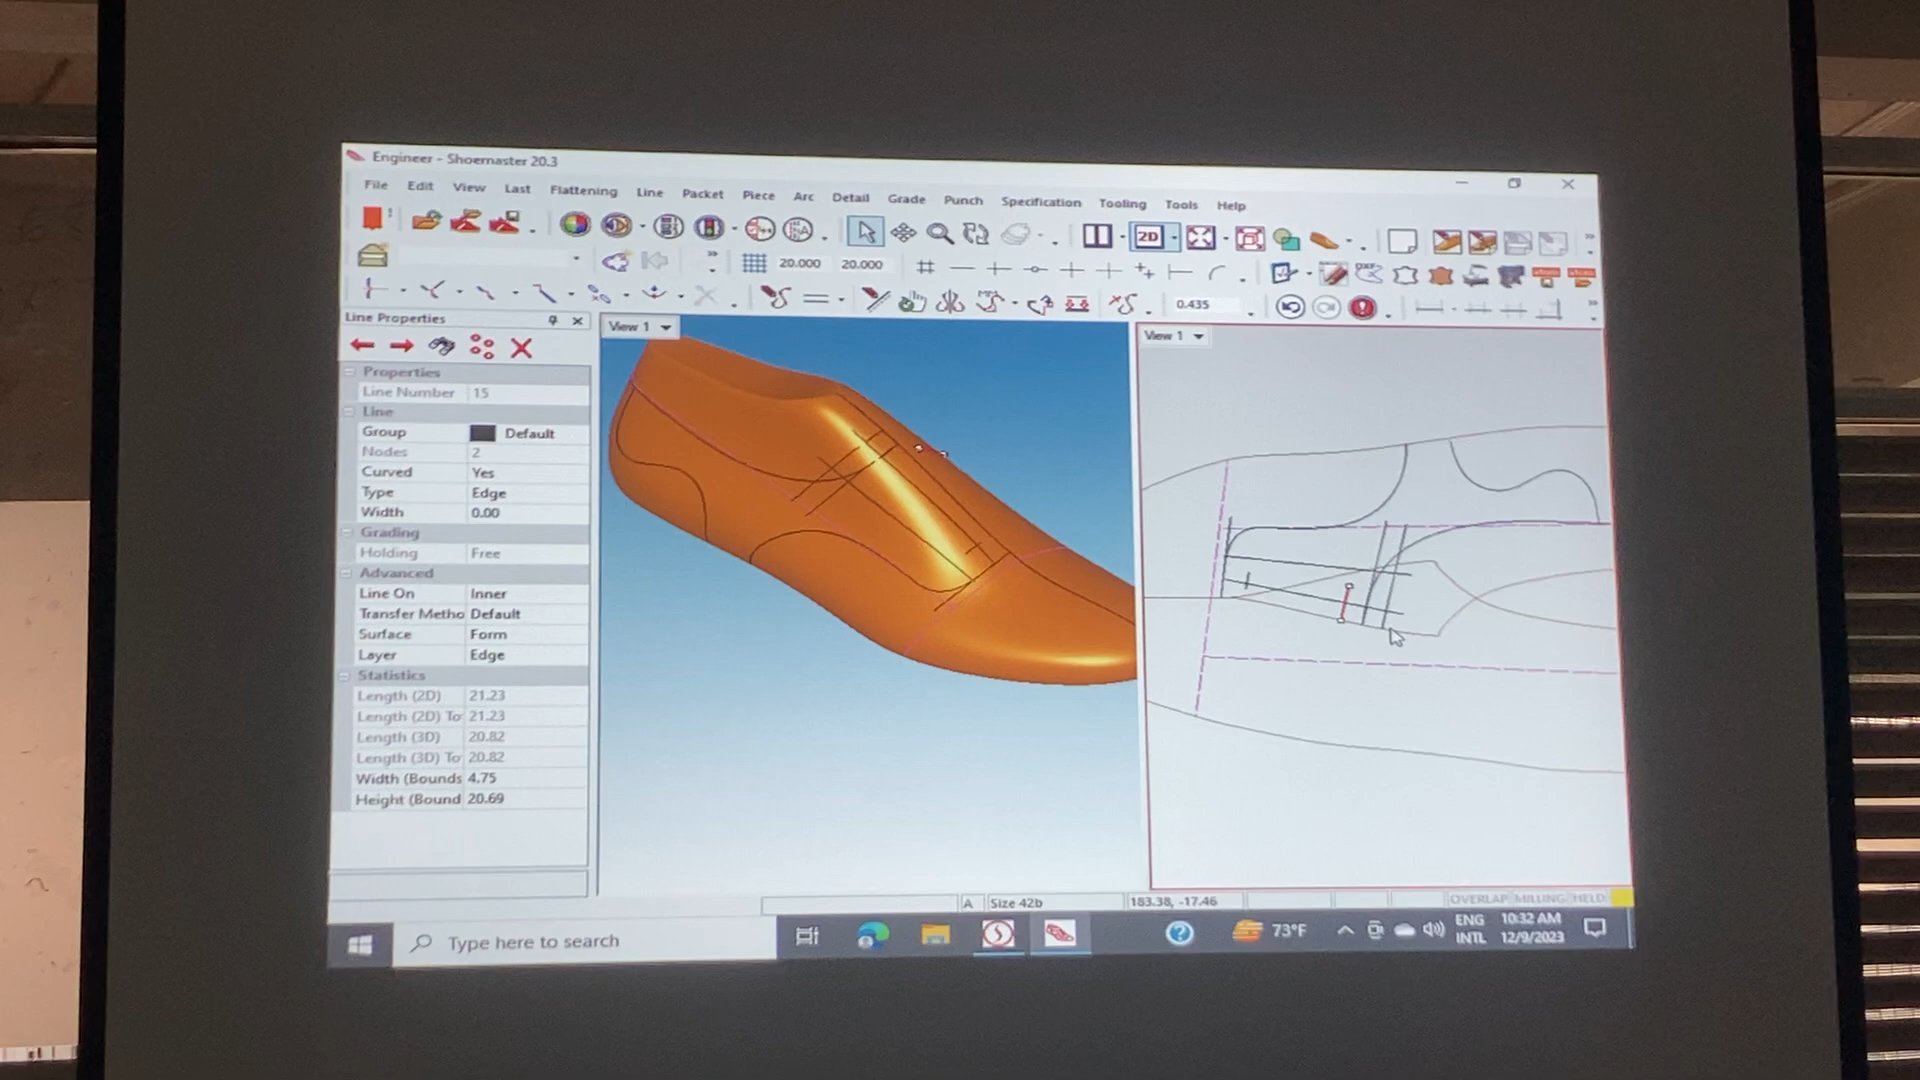 Engineer - Shoemaster 20.3
File Edit View Last Flattening Line Packet Piece Arc Detail Grade Punch Specification Tooling Tools Help
2D
20.000 20.000
0.435
Line Properties
View 1
View 1
Properties
Line Number 15
Line
Group Default
Nodes 2
Curved Yes
Type Edge
Width 0.00
Grading
Holding Free
Advanced
Line On Inner
Transfer Metho Default
Surface Form
Layer Edge
Statistics
Length (2D) 21.23
Length (2D) To 21.23
Length (3D) 20.82
Length (3D) To 20.82
Width (Bounds 4.75
Height (Bound 20.69
A Size 42b 183.38, -17.46 OVERLAP MILLING HELD
Type here to search
73°F
ENG
INTL
10:32 AM
12/9/2023